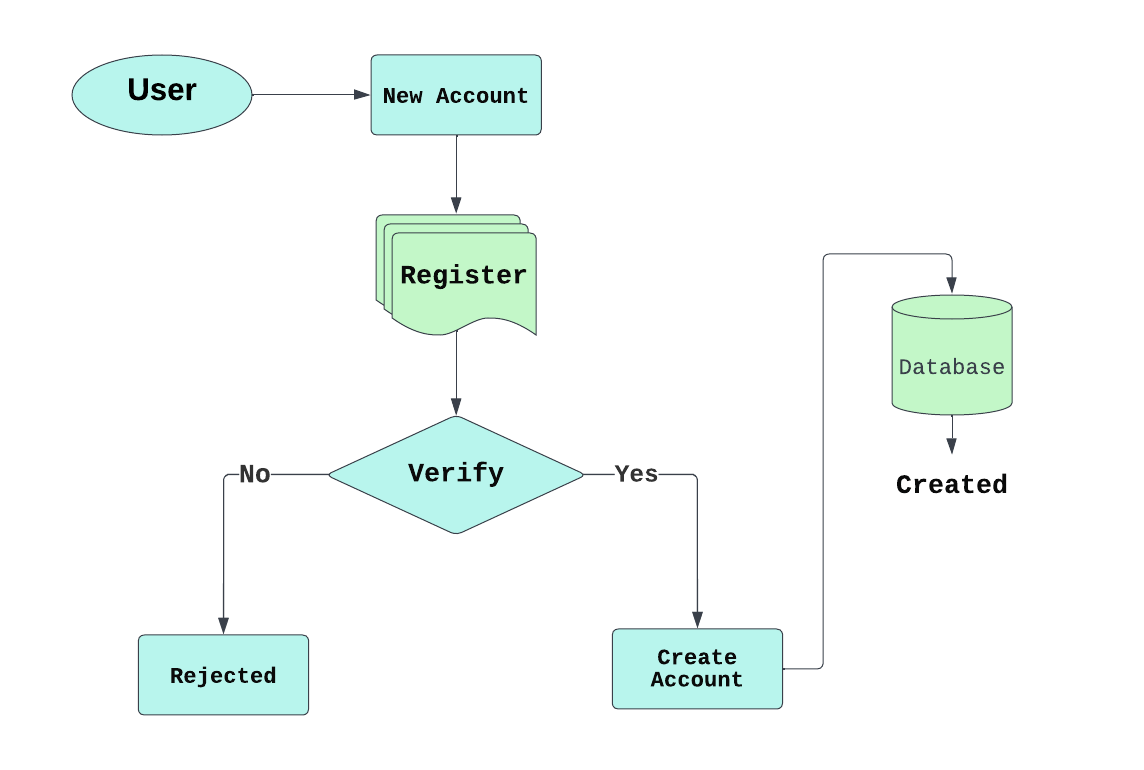 User
New Account
Register
Verify
No
Yes
Rejected
Create
Account
Database
Created